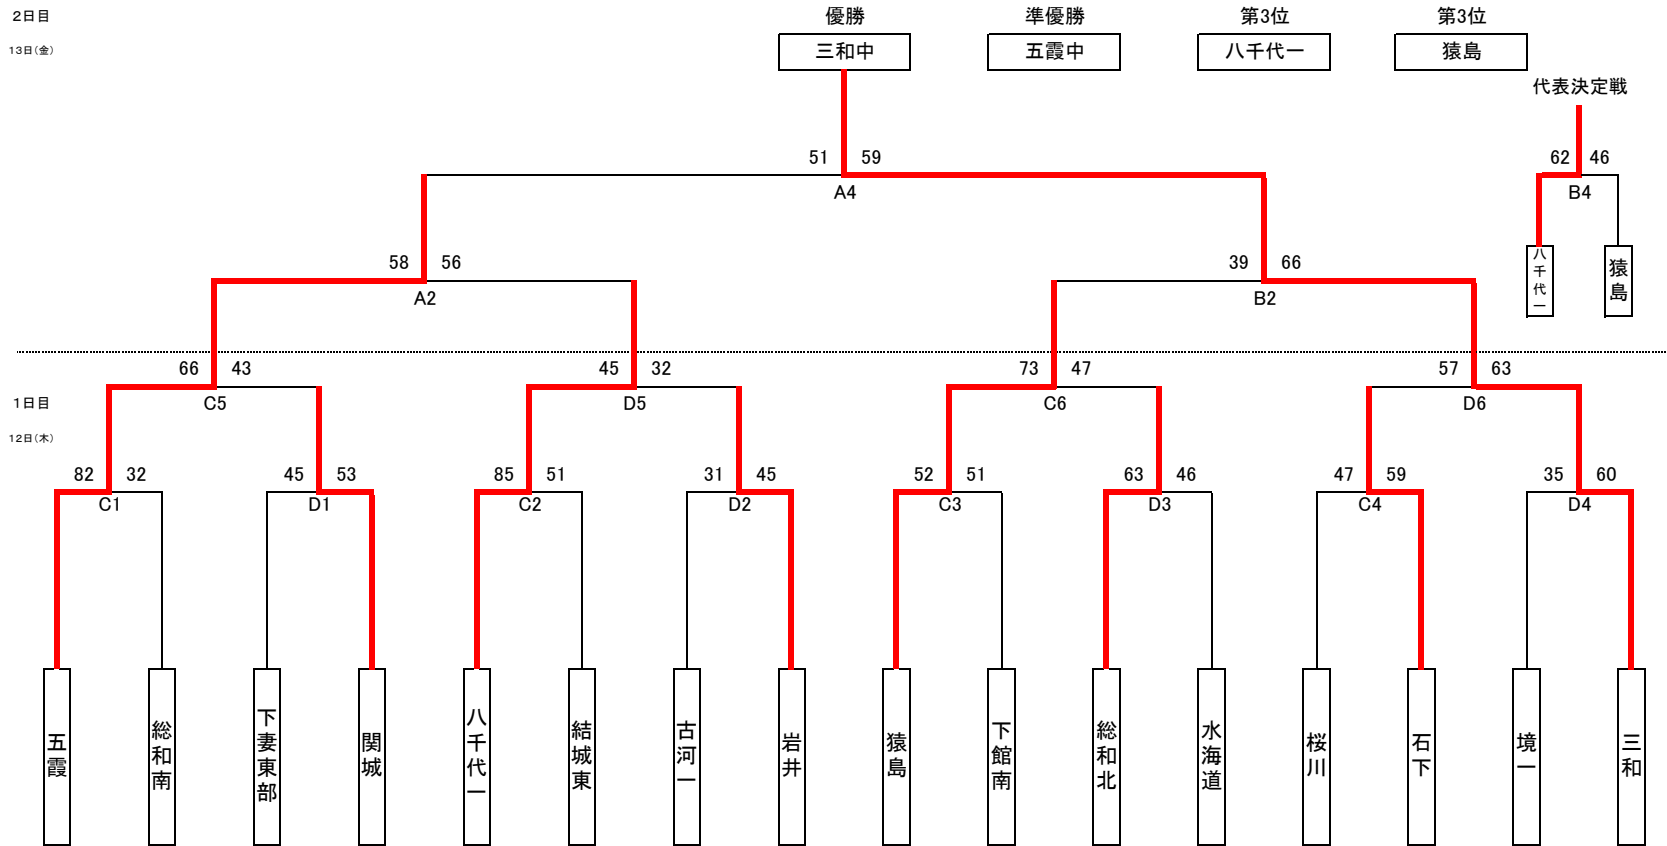 2日目 優勝 準優勝 第3位 第3位
13日(金) 三和中 五霞中 八千代一 猿島
代表決定戦
51 59 62 46
A4 B4
58 56 39 66
A2 B2
八千代一 猿島
66 43 45 32 73 47 57 63
1日目 C5 D5 C6 D6
12日(木)
82 32 45 53 85 51 31 45 52 51 63 46 47 59 35 60
C1 D1 C2 D2 C3 D3 C4 D4
五霞
総和南
下妻東部
関城
八千代一
結城東
古河一
岩井
猿島
下館南
総和北
水海道
桜川
石下
境一
三和